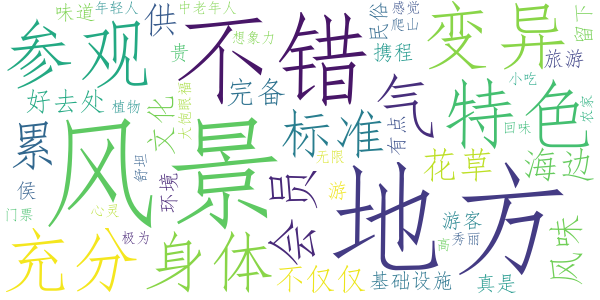 味道
年轻人
供
中老年人
民俗
感觉
爬山
变异
留下
参观
不错
贵
想象力
携程
旅游
小吃
好去处
植物
文化
大饱眼福
完备
气
特色
农家
累
风景
标准
有点
回味
舒坦
环境
员
无限
花草
海边
侯
会
游
地方
门票
心灵
游客
风味
秀丽
高
充分
极为
身体
不仅仅
基础设施
真是